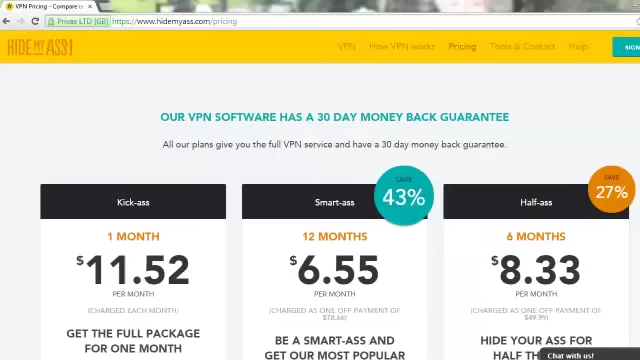 VPN Pricing - Compare o
Privax LTD [GB]
https://www.hidemyass.com/pricing
HIDE MY ASS!
VPN
How VPN works
Pricing
Tools & Contact
Help
SIGN
OUR VPN SOFTWARE HAS A 30 DAY MONEY BACK GUARANTEE
All our plans give you the full VPN service and have a 30 day money back guarantee.
Kick-ass
1 MONTH
$11.52
PER MONTH
(CHARGED EACH MONTH)
GET THE FULL PACKAGE
FOR ONE MONTH
SAVE
43%
Smart-ass
12 MONTHS
$6.55
PER MONTH
(CHARGED AS ONE OFF PAYMENT OF
$78.66)
BE A SMART-ASS AND
GET OUR MOST POPULAR
SAVE
27%
Half-ass
6 MONTHS
$8.33
PER MONTH
(CHARGED AS ONE OFF PAYMENT OF
$49.99)
HIDE YOUR ASS FOR
HALF TH
Chat with us!